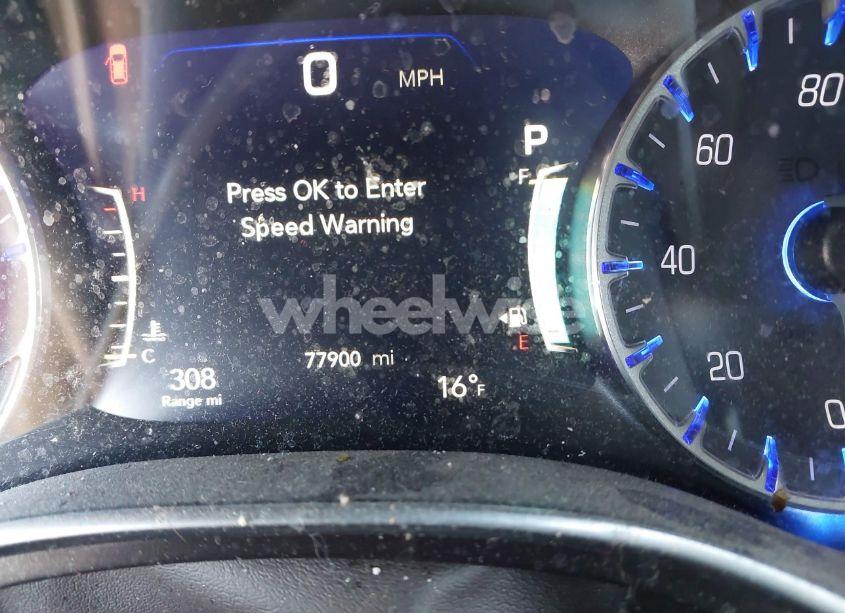 0 MPH
P
F
H
Press OK to Enter
Speed Warning
E
C
77900 mi
308
Range mi
16°F
80
60
40
20
0
wheelwise